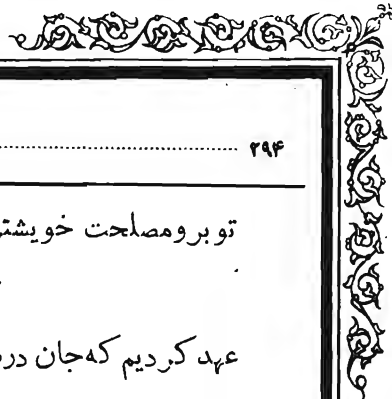 ۲۹۴
تو برو مصلحت خویشتن
عهد کردیم که جان در